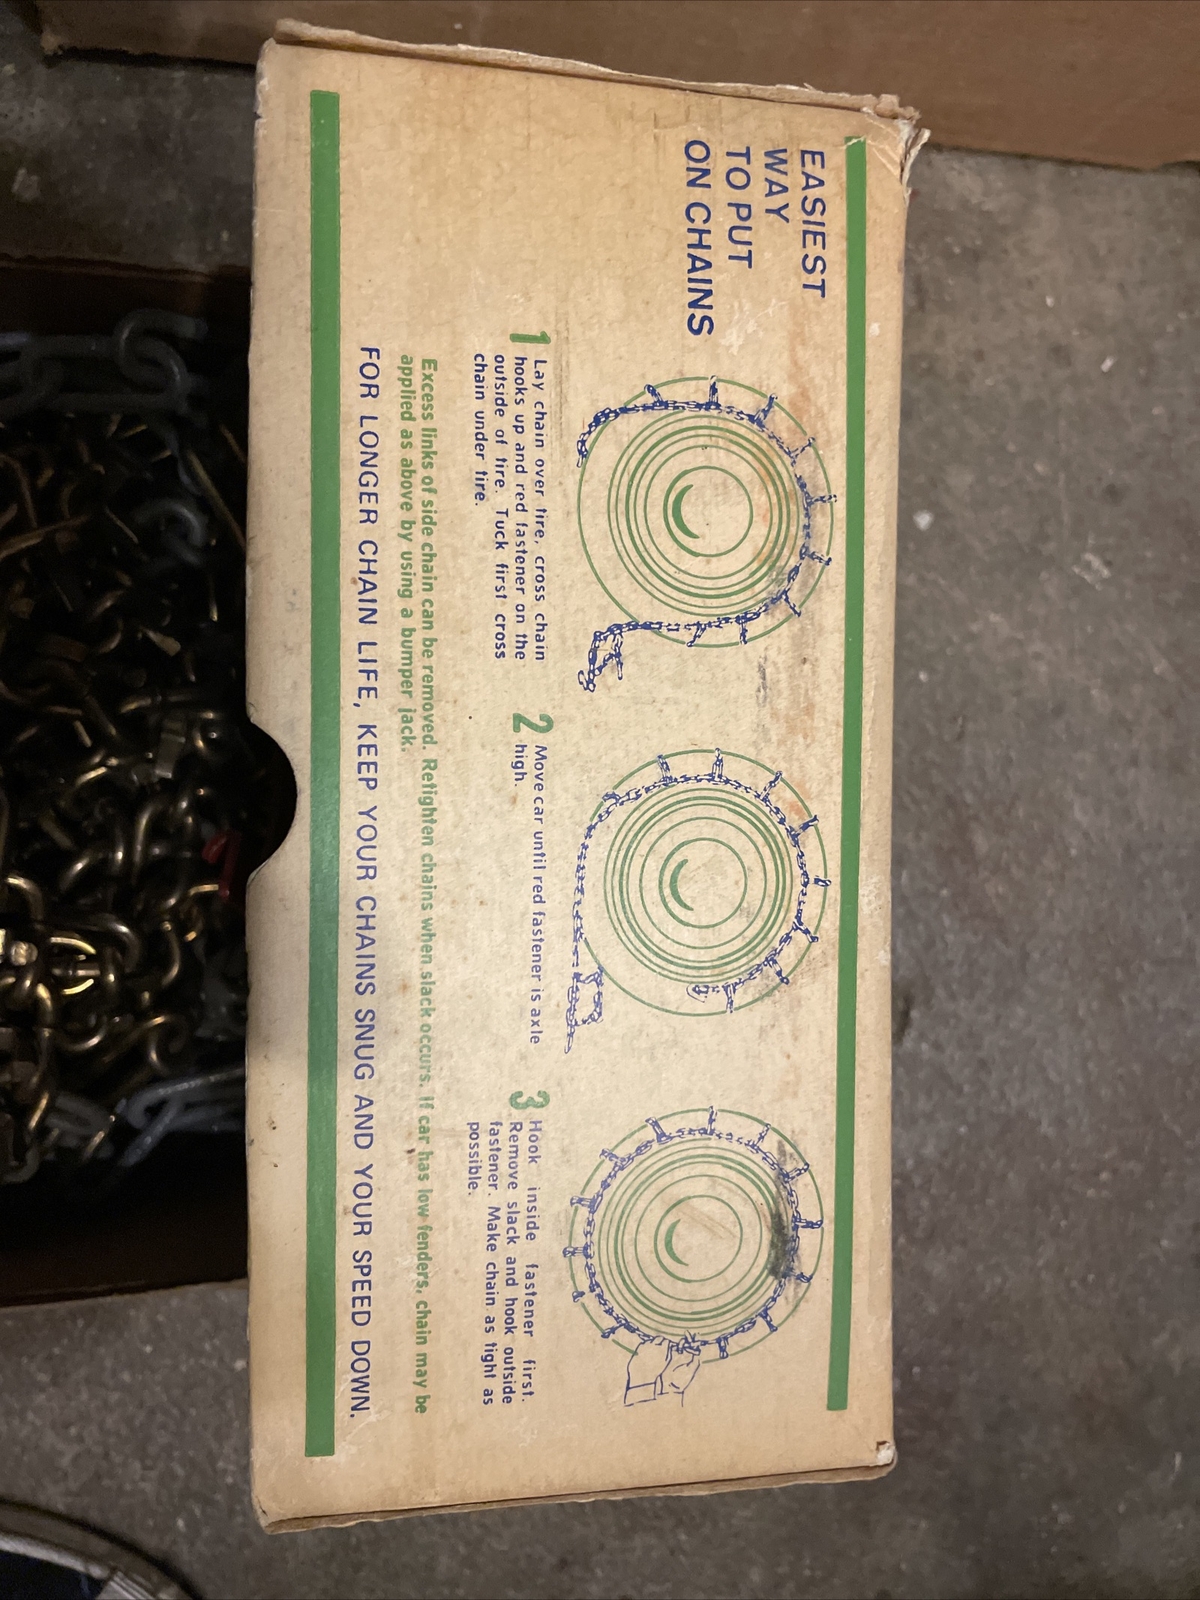 EASIEST
WAY
TO PUT
ON CHAINS
1
Lay chain over tire, cross chain
hooks up and red fastener on the
outside of tire. Tuck first cross
chain under tire.
2
Move car until red fastener is axle
high.
3
Hook inside fastener first.
Remove slack and hook outside
fastener. Make chain as tight as
possible.
Excess links of side chain can be removed. Retighten chains when slack occurs. If car has low fenders, chain may be
applied as above by using a bumper jack.
FOR LONGER CHAIN LIFE, KEEP YOUR CHAINS SNUG AND YOUR SPEED DOWN.